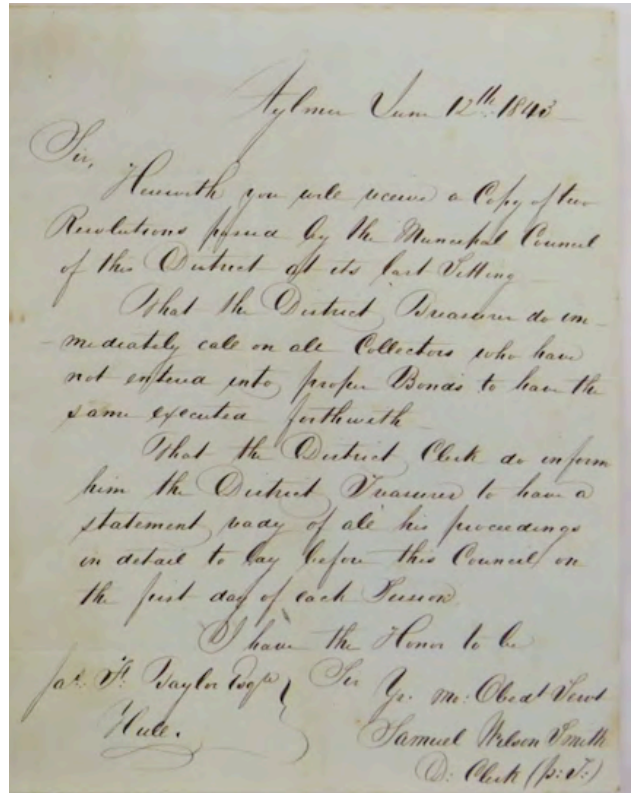 Aylmer June 12th 1843
Sir,
Herewith you will receive a Copy of two
Resolutions passed by the Municipal Council
of this District at its last Sitting
That the District Treasurer do im-
-mediately call on all Collectors who have
not entered into proper Bonds to have the
same executed forthwith
That the District Clerk do inform
him the District Treasurer to have a
statement ready of all his proceedings
in detail to lay before this Council on
the first day of each Session
I have the Honor to be
Jas. F. Taylor Esqre } Sir
Yr. mo: Obedt Servt
Hull.
Samuel Wilson Smith
D: Clerk (p: T:)